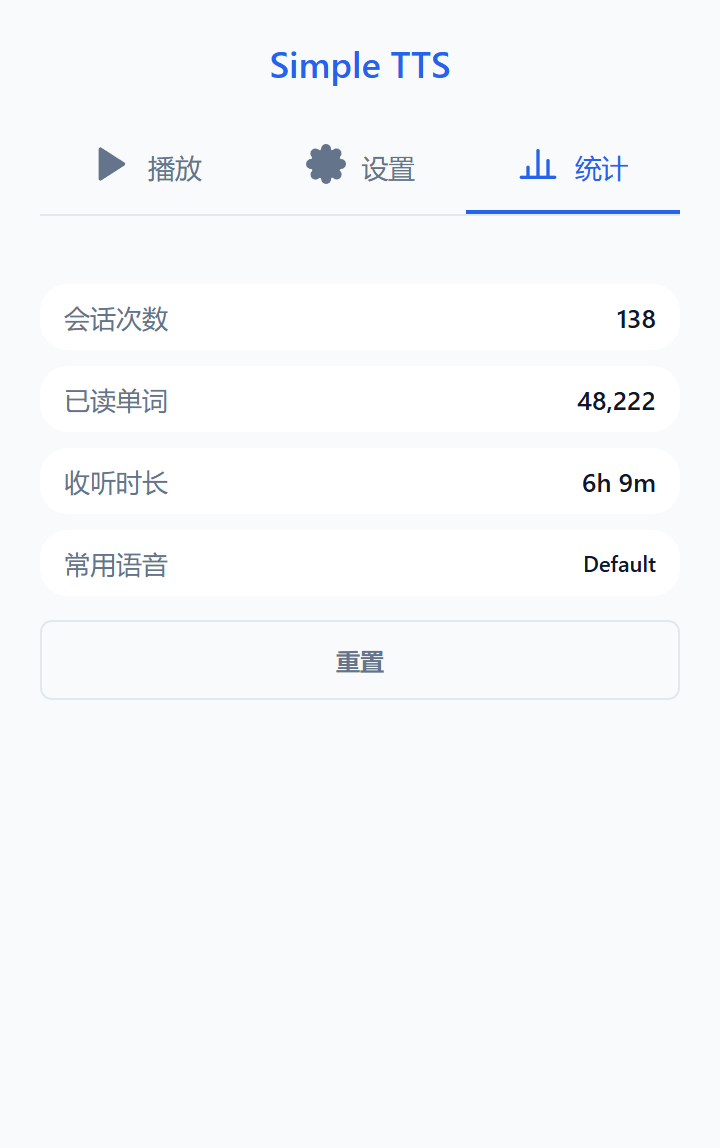 Simple TTS
播放 设置 统计
会话次数 138
已读单词 48,222
收听时长 6h 9m
常用语音 Default
重置